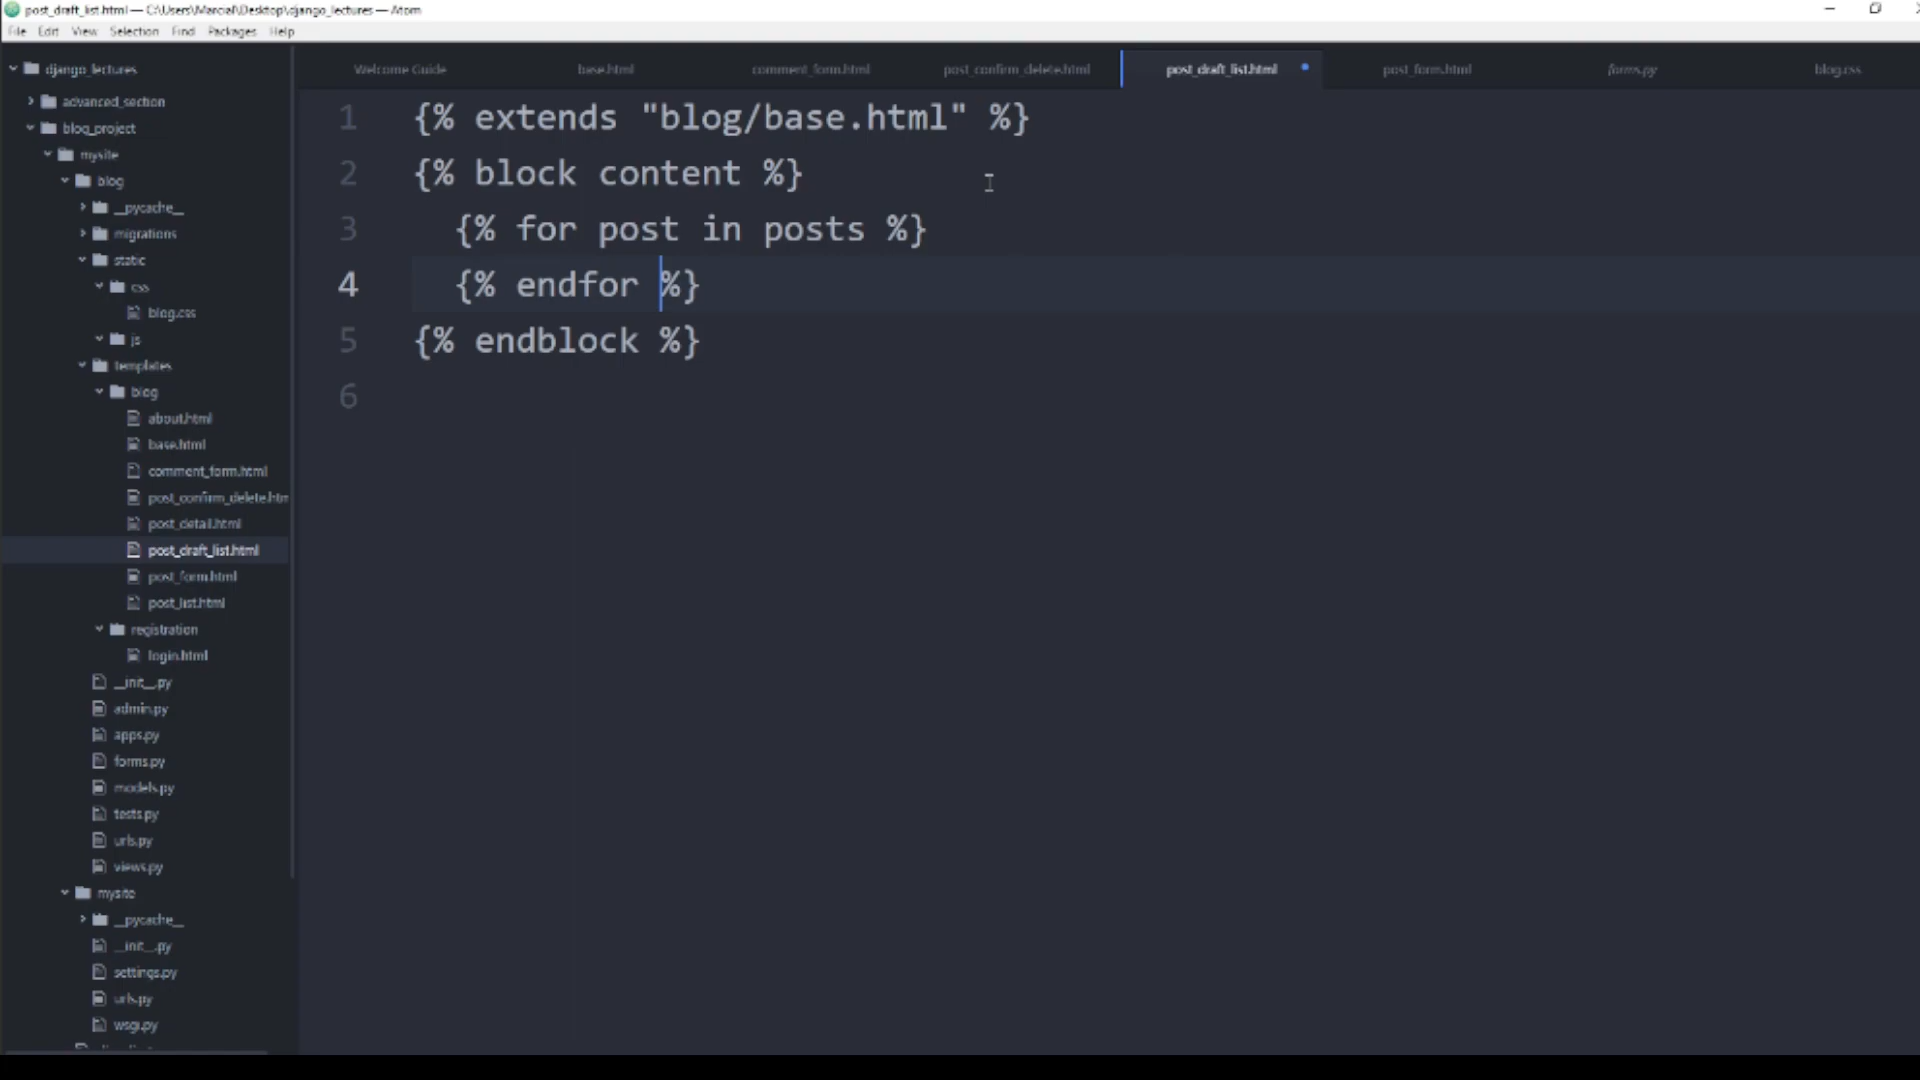 post_draft_list.html — C:\Users\Marcial\Desktop\django_lectures — Atom
File Edit View Selection Find Packages Help
django_lectures
advanced_section
blog_project
mysite
blog
__pycache__
migrations
static
css
blog.css
js
templates
blog
about.html
base.html
comment_form.html
post_confirm_delete.htm
post_detail.html
post_draft_list.html
post_form.html
post_list.html
registration
login.html
__init__.py
admin.py
apps.py
forms.py
models.py
tests.py
urls.py
views.py
mysite
__pycache__
__init__.py
settings.py
urls.py
wsgi.py
Welcome Guide base.html comment_form.html post_confirm_delete.html post_draft_list.html post_form.html forms.py blog.css
1 {% extends "blog/base.html" %}
2 {% block content %}
3 {% for post in posts %}
4 {% endfor %}
5 {% endblock %}
6